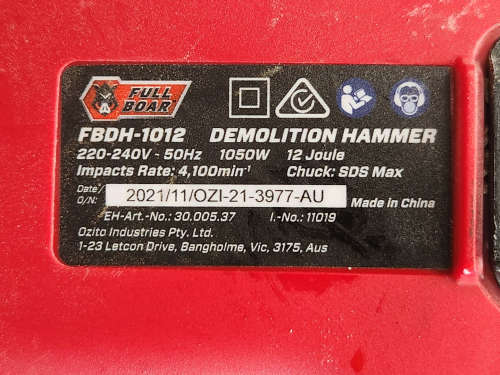 FULL
BOAR
FBDH-1012 DEMOLITION HAMMER
220-240V ~ 50Hz 1050W 12 Joule
Impacts Rate: 4,100min⁻¹ Chuck: SDS Max
Date/
O/N: 2021/11/OZI-21-3977-AU Made in China
EH-Art.-No.: 30.005.37 I.-No.: 11019
Ozito Industries Pty. Ltd.
1-23 Letcon Drive, Bangholme, Vic, 3175, Aus